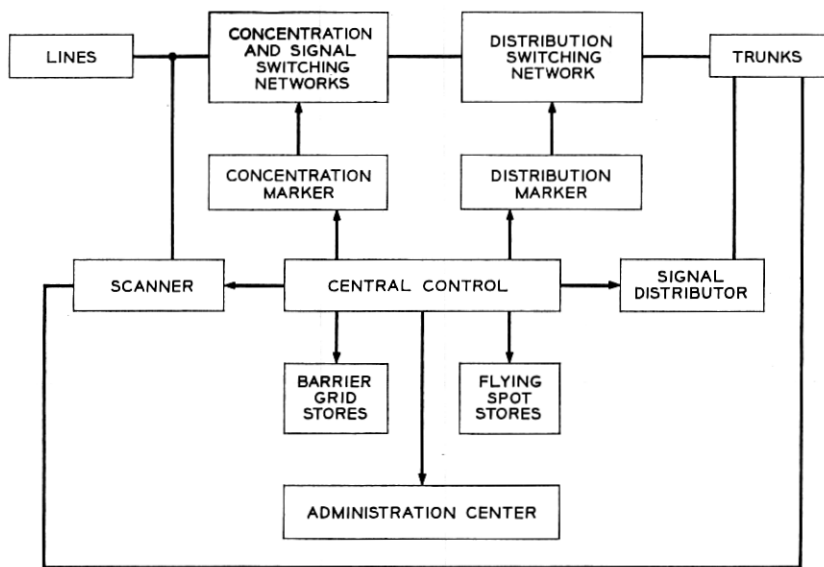 LINES
CONCENTRATION
AND SIGNAL
SWITCHING
NETWORKS
DISTRIBUTION
SWITCHING
NETWORK
TRUNKS
CONCENTRATION
MARKER
DISTRIBUTION
MARKER
SCANNER
CENTRAL CONTROL
SIGNAL
DISTRIBUTOR
BARRIER
GRID
STORES
FLYING
SPOT
STORES
ADMINISTRATION CENTER